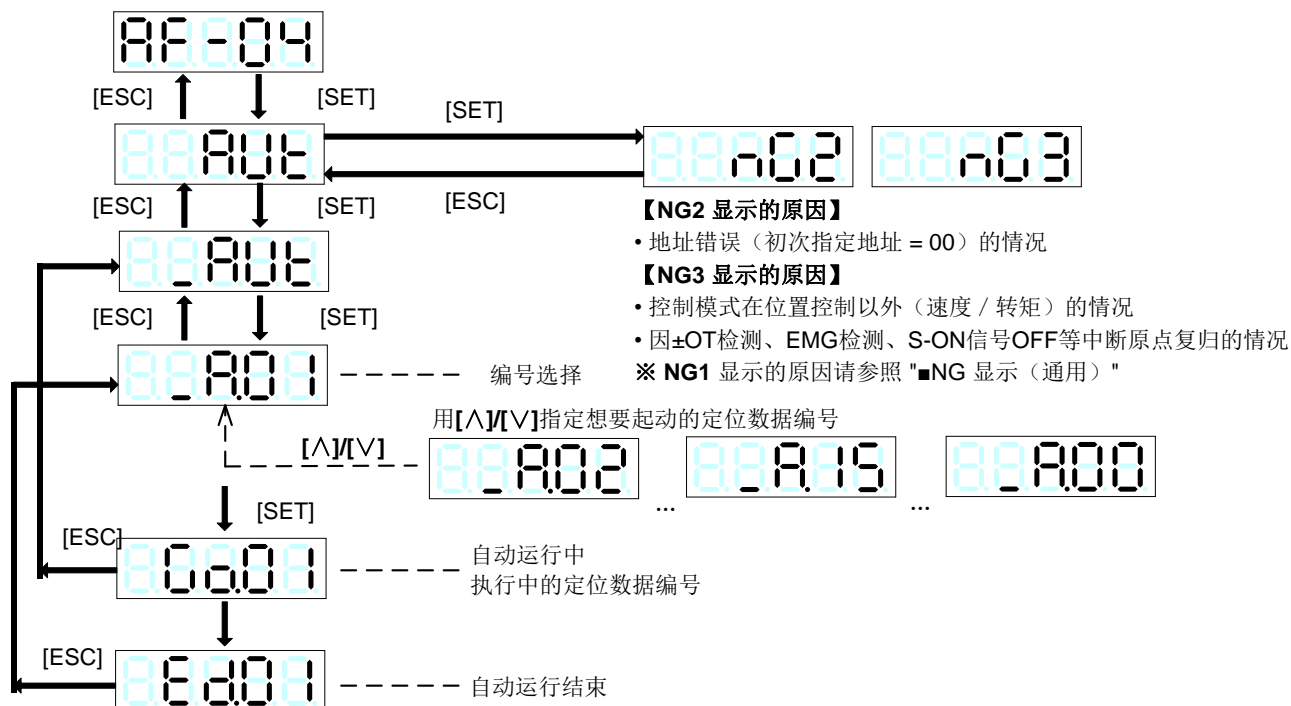 AF-04
[ESC] [SET]
[SET]
AUt
nG2 nG3
[ESC] [SET] [ESC]
【NG2 显示的原因】
• 地址错误（初次指定地址 = 00）的情况
_AUt
【NG3 显示的原因】
• 控制模式在位置控制以外（速度 / 转矩）的情况
[ESC] [SET]
• 因±OT检测、EMG检测、S-ON信号OFF等中断原点复归的情况
_A.01
编号选择
※ NG1 显示的原因请参照 "■NG 显示（通用）"
用[∧]/[∨]指定想要起动的定位数据编号
[∧]/[∨]
_A.02 ... _A.15 ... _A.00
[SET]
[ESC]
Go.01
自动运行中
执行中的定位数据编号
[ESC]
Ed.01
自动运行结束